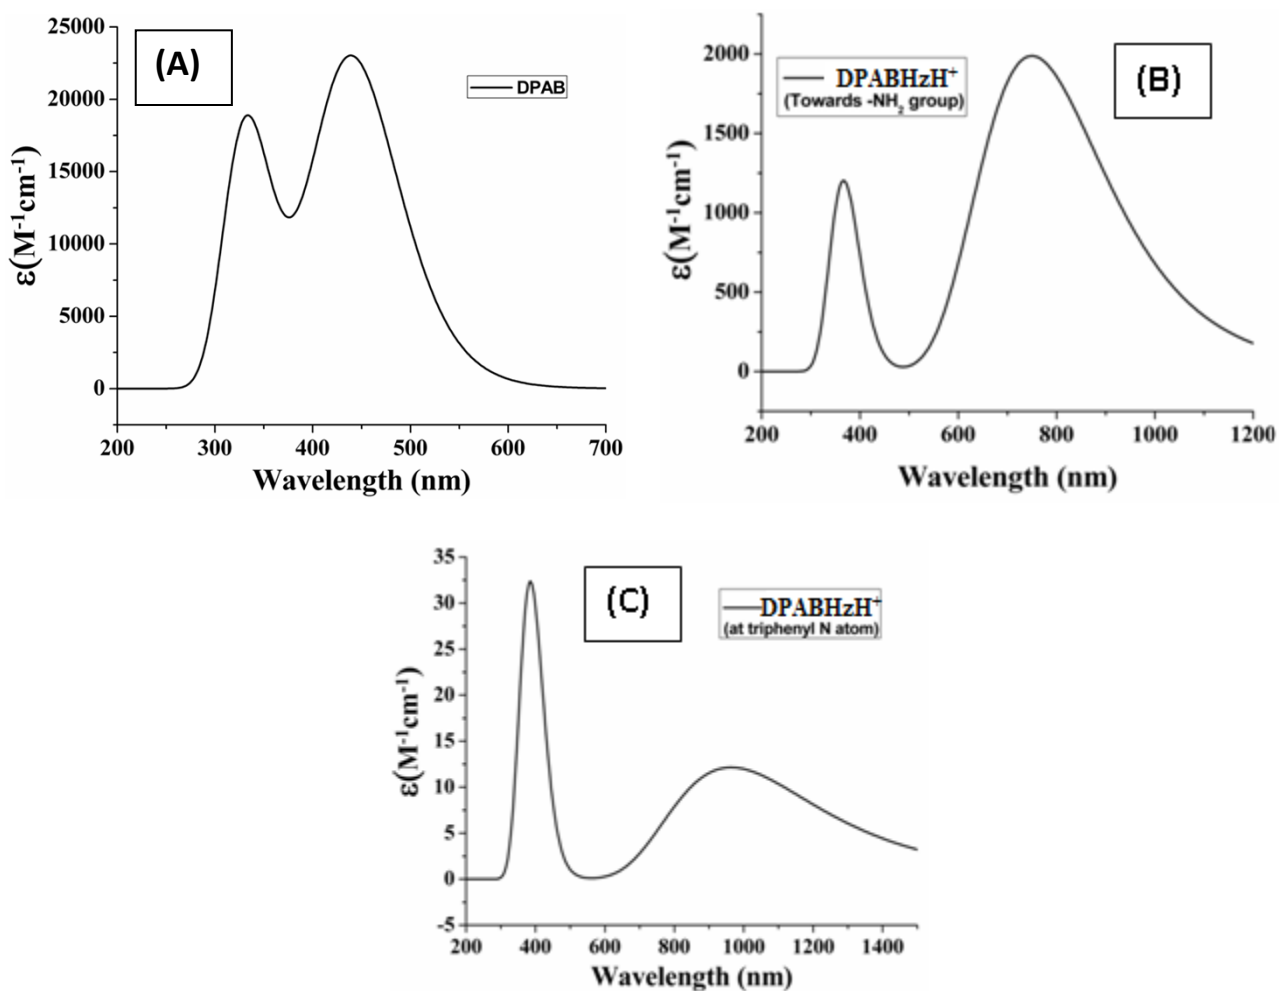 (A)
DPAB
25000
20000
15000
10000
5000
0
ε(M⁻¹cm⁻¹)
200 300 400 500 600 700
Wavelength (nm)
(B)
DPABHzH⁺
(Towards -NH₂ group)
2000
1500
1000
500
0
ε(M⁻¹cm⁻¹)
200 400 600 800 1000 1200
Wavelength (nm)
(C)
DPABHzH⁺
(at triphenyl N atom)
35
30
25
20
15
10
5
0
-5
ε(M⁻¹cm⁻¹)
200 400 600 800 1000 1200 1400
Wavelength (nm)